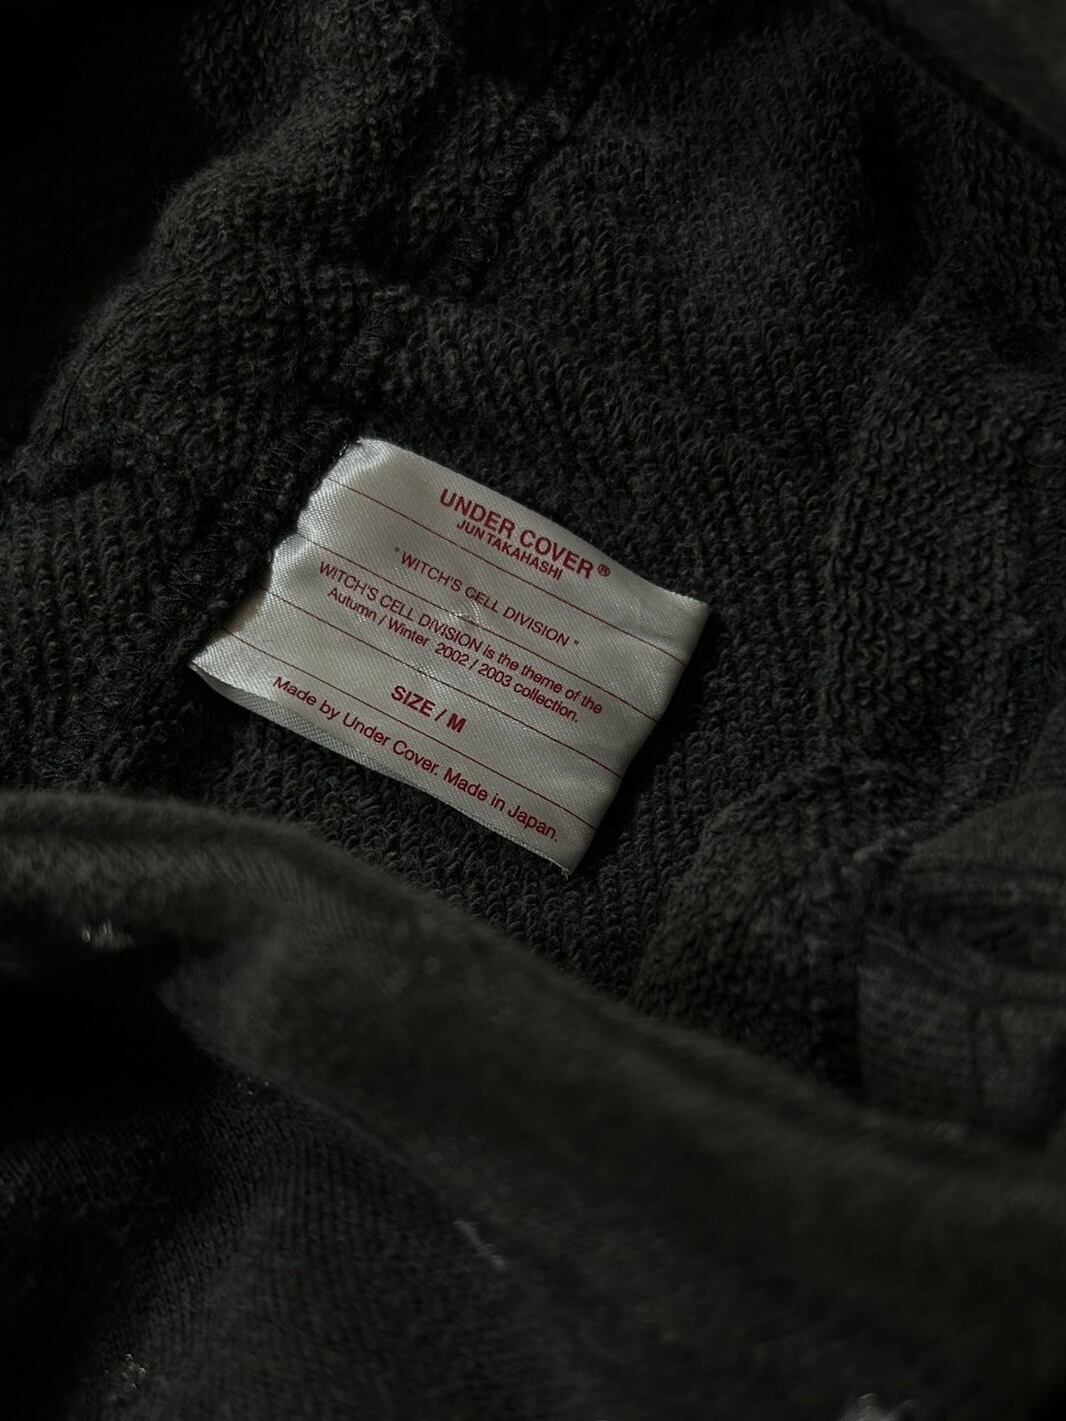 UNDER COVER®
JUN TAKAHASHI
" WITCH'S CELL DIVISION "
WITCH'S CELL DIVISION is the theme of the
Autumn / Winter 2002 / 2003 collection.
SIZE / M
Made by Under Cover. Made in Japan.